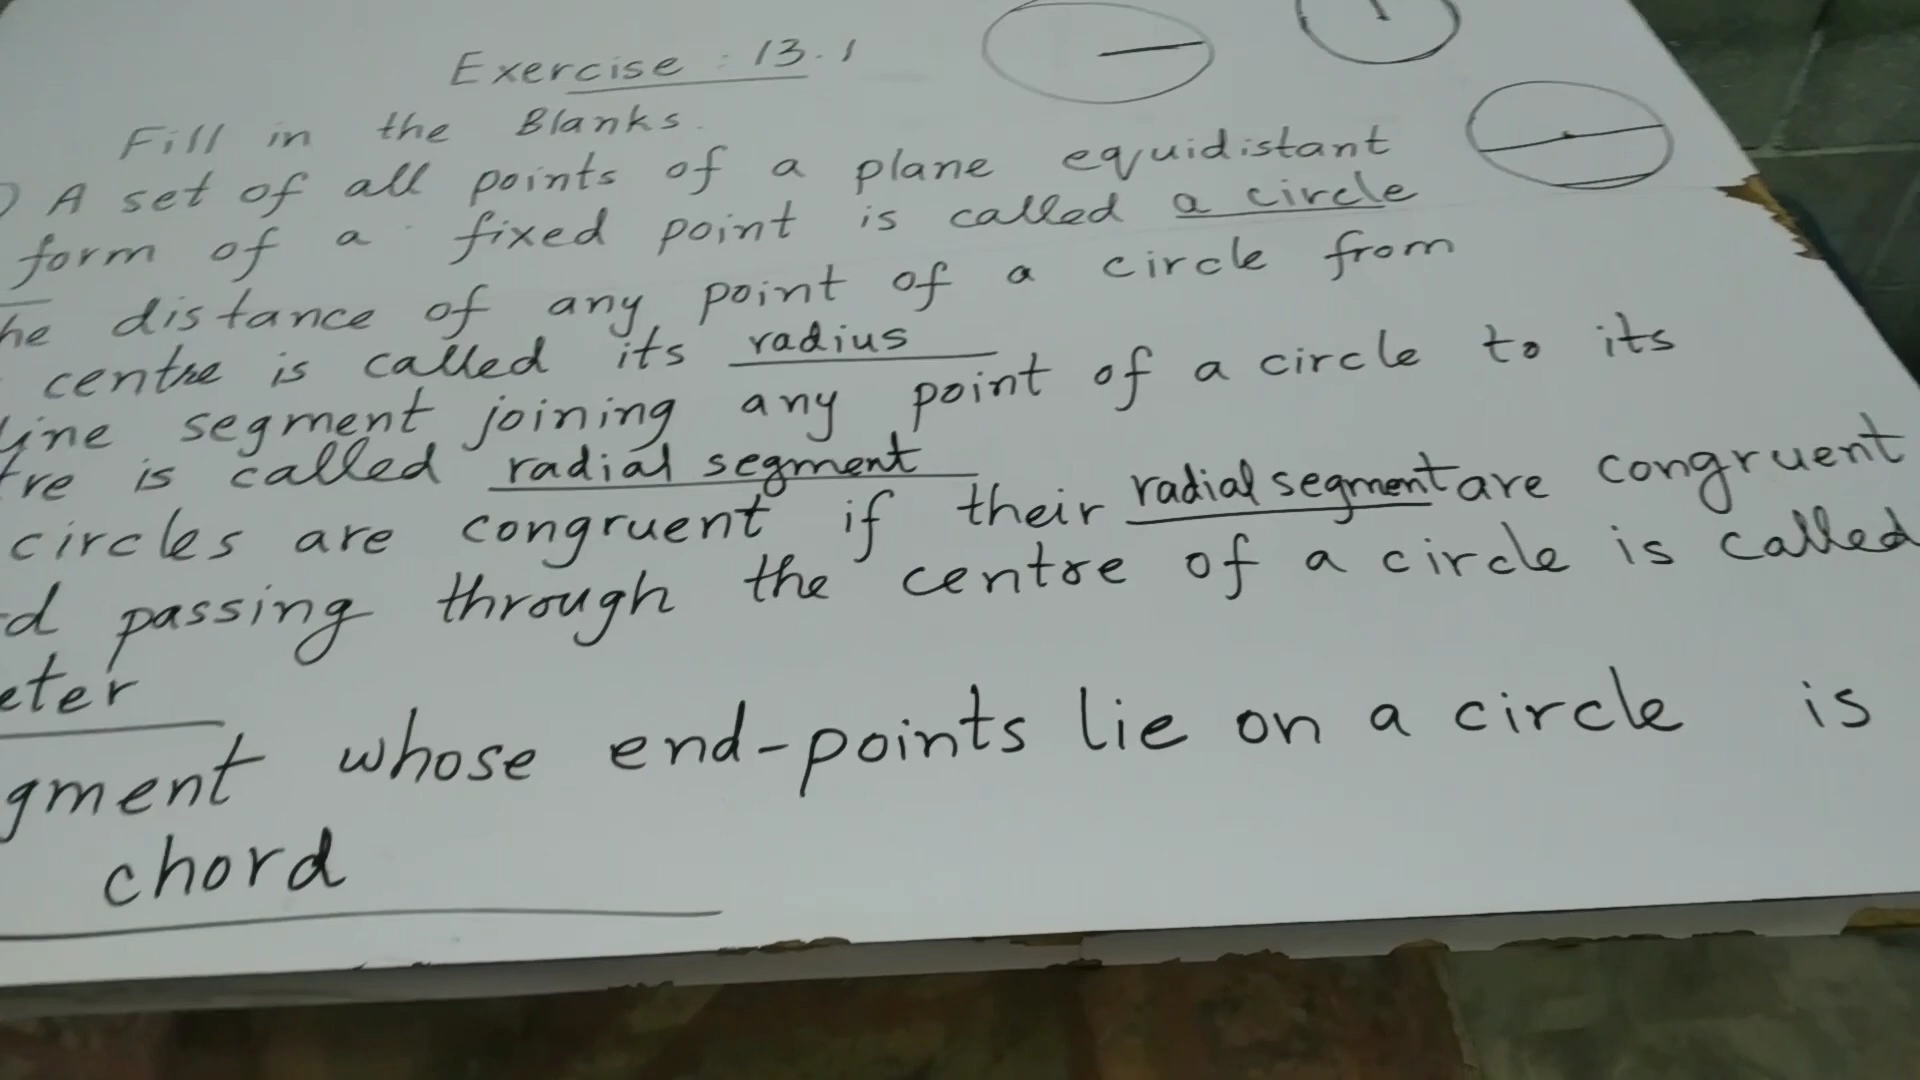 Exercise : 13.1
Fill in the Blanks.
) A set of all points of a plane equidistant
form of a fixed point is called a circle
he distance of any point of a circle from
centre is called its radius
line segment joining any point of a circle to its
tre is called radial segment
circles are congruent if their radial segment are congruent
d passing through the centre of a circle is called
eter
gment whose end-points lie on a circle is
chord